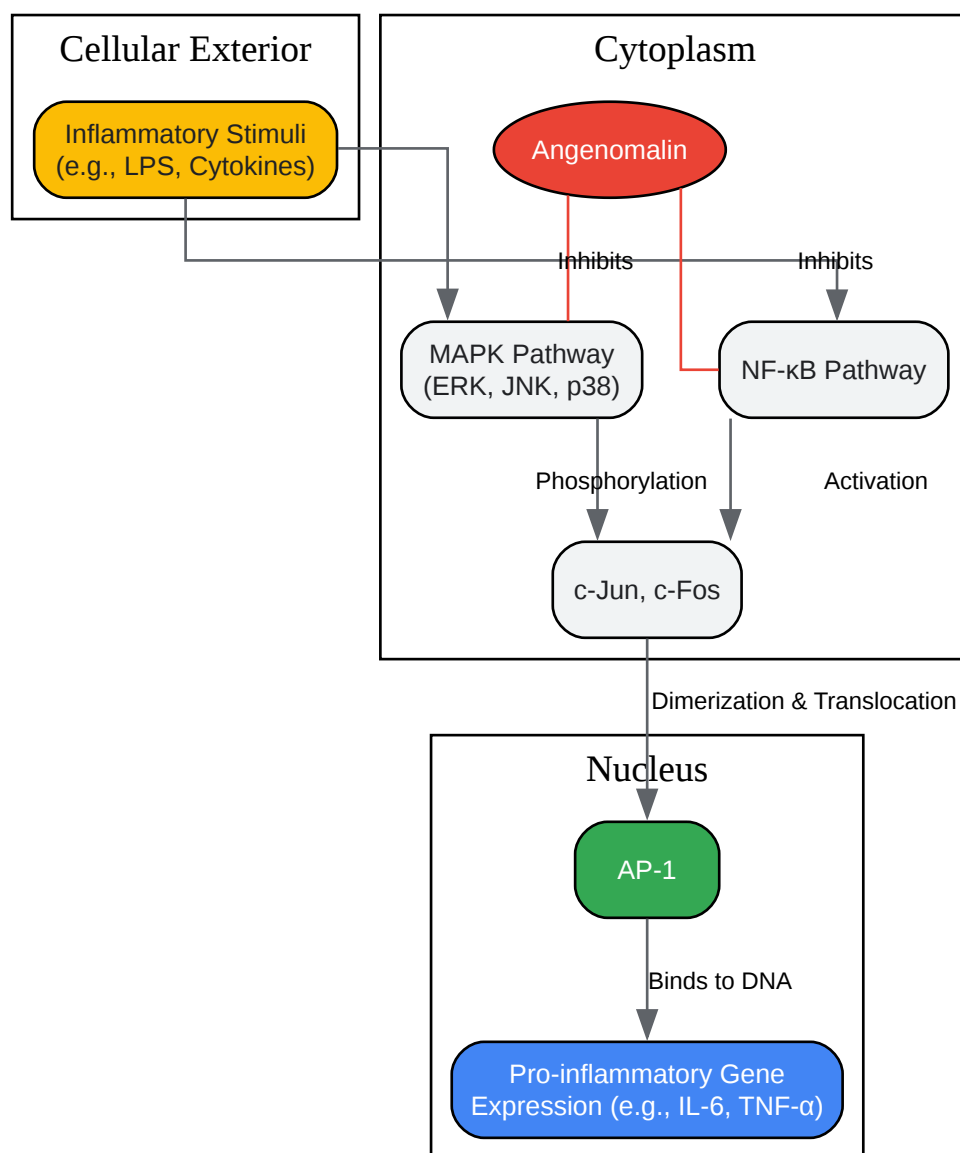 Cellular Exterior
Cytoplasm
Inflammatory Stimuli
(e.g., LPS, Cytokines)
Angenomalin
Inhibits
Inhibits
MAPK Pathway
(ERK, JNK, p38)
NF-κB Pathway
Phosphorylation
Activation
c-Jun, c-Fos
Dimerization & Translocation
Nucleus
AP-1
Binds to DNA
Pro-inflammatory Gene
Expression (e.g., IL-6, TNF-α)